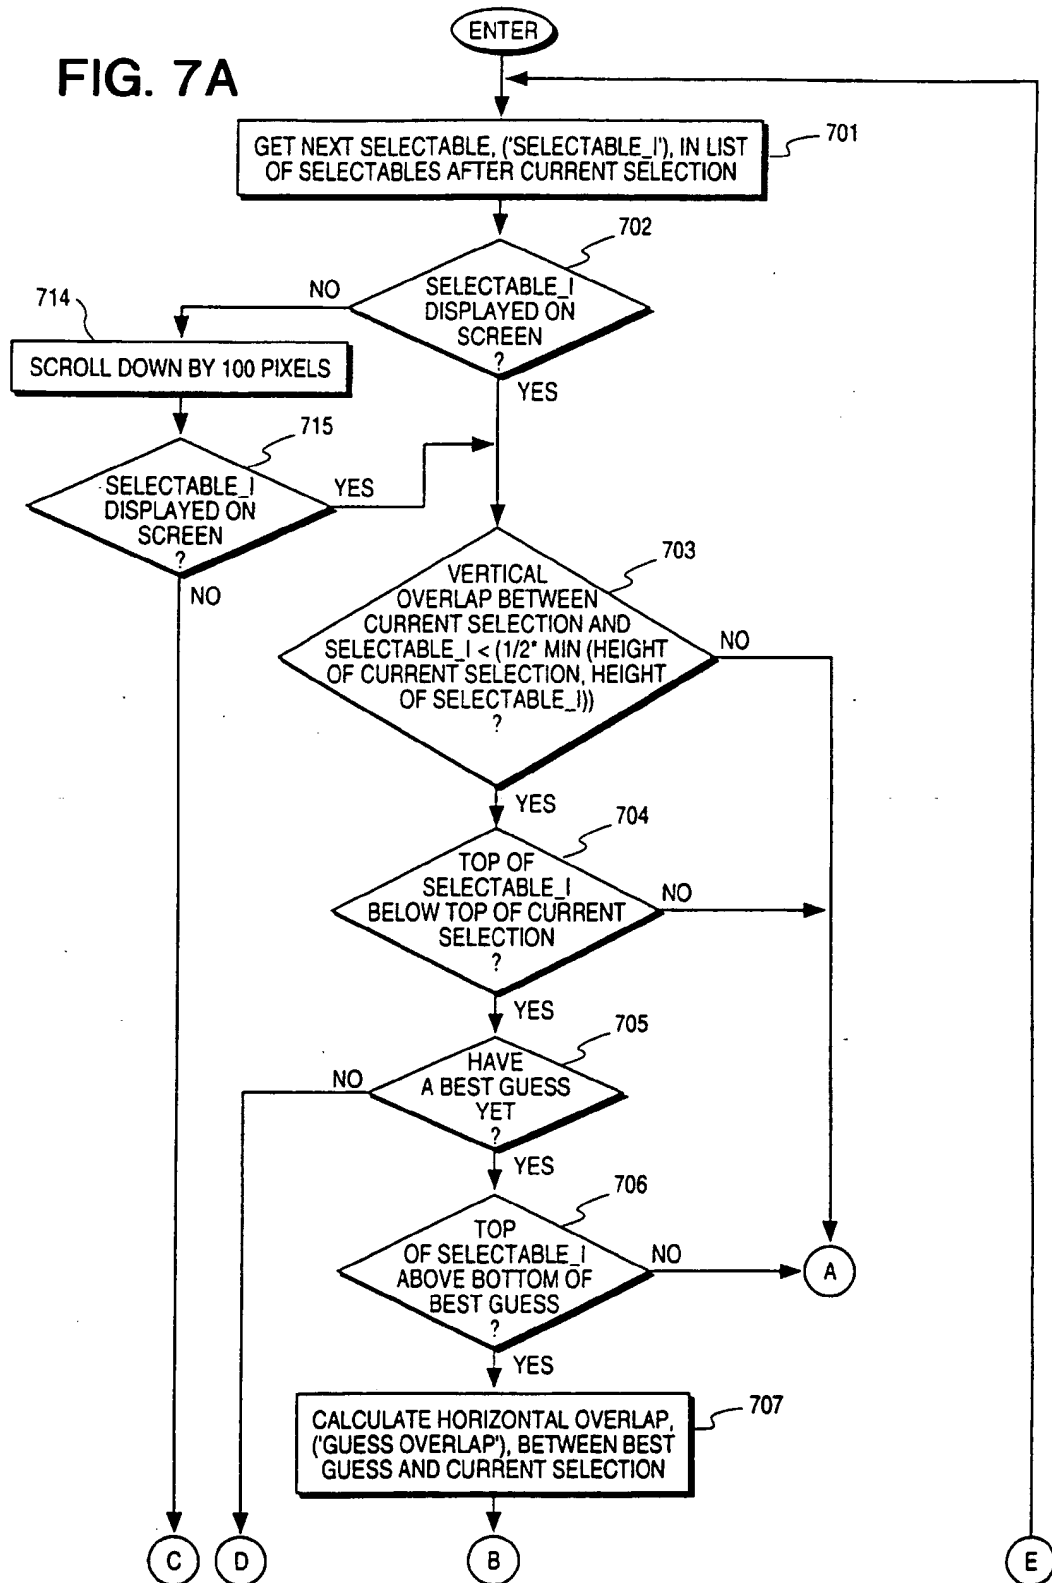 ENTER
FIG. 7A
GET NEXT SELECTABLE, ('SELECTABLE_I'), IN LIST
OF SELECTABLES AFTER CURRENT SELECTION
701
702
SELECTABLE_I
DISPLAYED ON
SCREEN
?
NO
YES
714
SCROLL DOWN BY 100 PIXELS
715
SELECTABLE_I
DISPLAYED ON
SCREEN
?
YES
NO
703
VERTICAL
OVERLAP BETWEEN
CURRENT SELECTION AND
SELECTABLE_I < (1/2* MIN (HEIGHT
OF CURRENT SELECTION, HEIGHT
OF SELECTABLE_I))
?
NO
YES
704
TOP OF
SELECTABLE_I
BELOW TOP OF CURRENT
SELECTION
?
NO
YES
705
HAVE
A BEST GUESS
YET
?
NO
YES
706
TOP
OF SELECTABLE_I
ABOVE BOTTOM OF
BEST GUESS
?
NO
A
YES
707
CALCULATE HORIZONTAL OVERLAP,
('GUESS OVERLAP'), BETWEEN BEST
GUESS AND CURRENT SELECTION
C
D
B
E